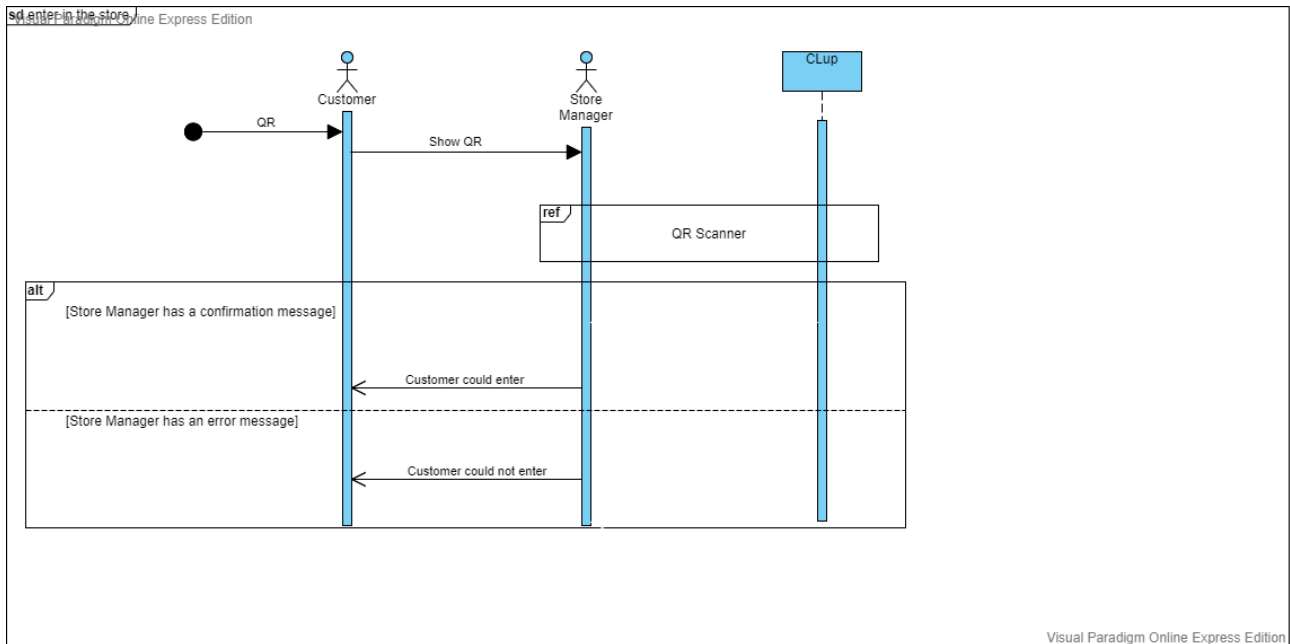 sd enter in the store
Visual Paradigm Online Express Edition
Customer
Store
Manager
CLup
QR
Show QR
ref
QR Scanner
alt
[Store Manager has a confirmation message]
Customer could enter
[Store Manager has an error message]
Customer could not enter
Visual Paradigm Online Express Edition